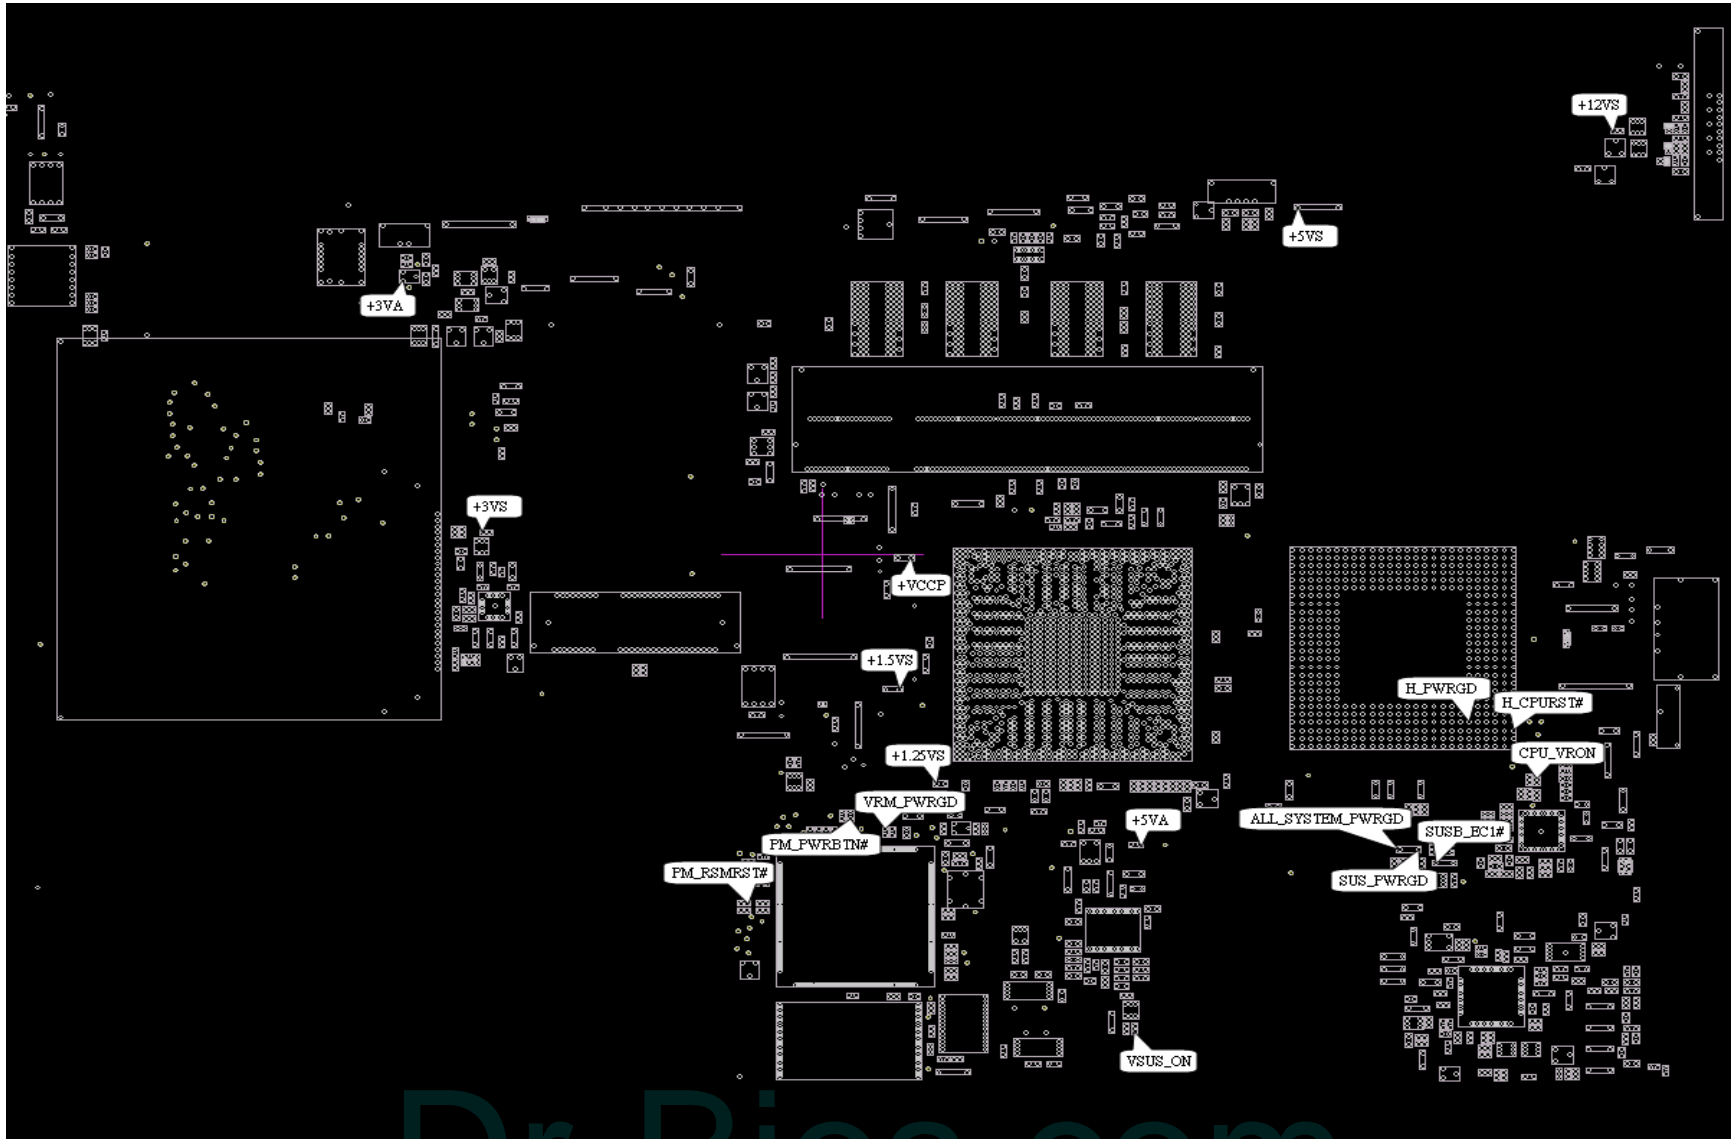 +12VS
+5VS
+3VA
+3VS
+VCCP
+1.5VS
H_PWRGD
H_CPURST#
+1.25VS
CPU_VRON
VRM_PWRGD
+5VA
ALL_SYSTEM_PWRGD
SUSB_EC1#
PM_PWRBTN#
PM_RSMRST#
SUS_PWRGD
VSUS_ON
Dr-Bios.com